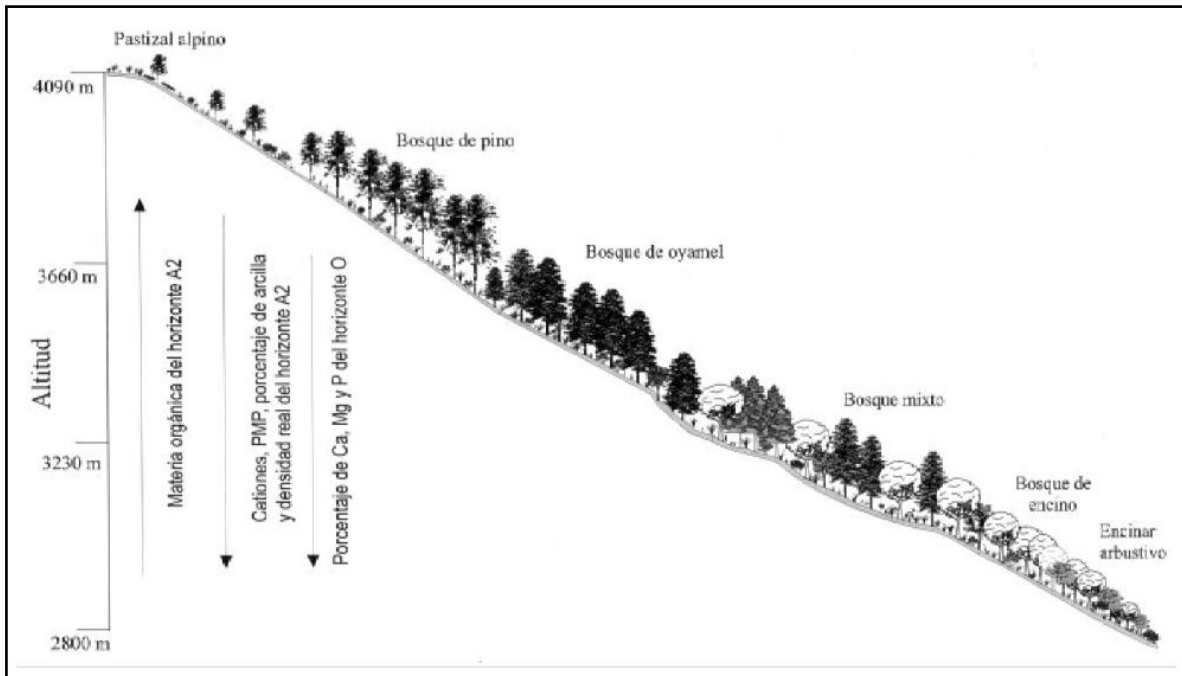 Pastizal alpino
4090 m
Bosque de pino
Bosque de oyamel
3660 m
Altitud
Materia orgánica del horizonte A2
Cationes, PMP, porcentaje de arcilla
y densidad real del horizonte A2
Porcentaje de Ca, Mg y P del horizonte O
Bosque mixto
3230 m
Bosque de
encino
Encinar
arbustivo
2800 m